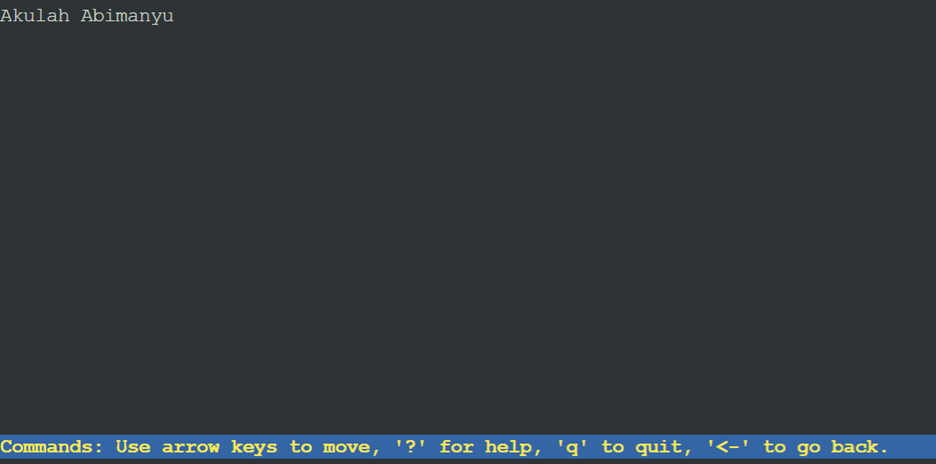 Akulah Abimanyu
Commands: Use arrow keys to move, '?' for help, 'q' to quit, '<-' to go back.